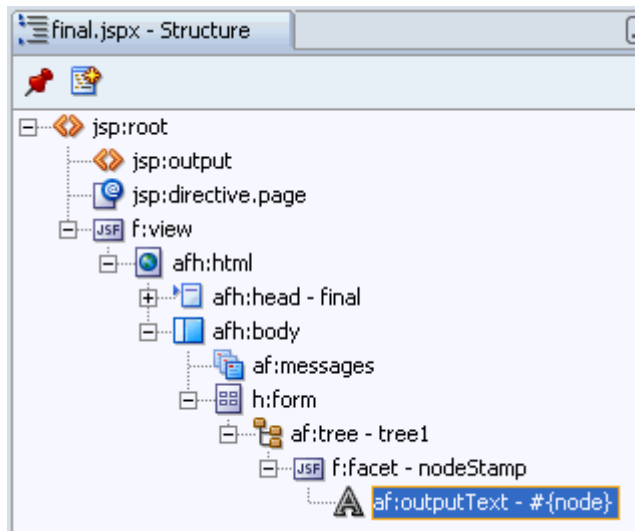 final.jspx - Structure
jsp:root
jsp:output
jsp:directive.page
JSF f:view
afh:html
afh:head - final
afh:body
af:messages
h:form
af:tree - tree1
JSF f:facet - nodeStamp
af:outputText - #{node}